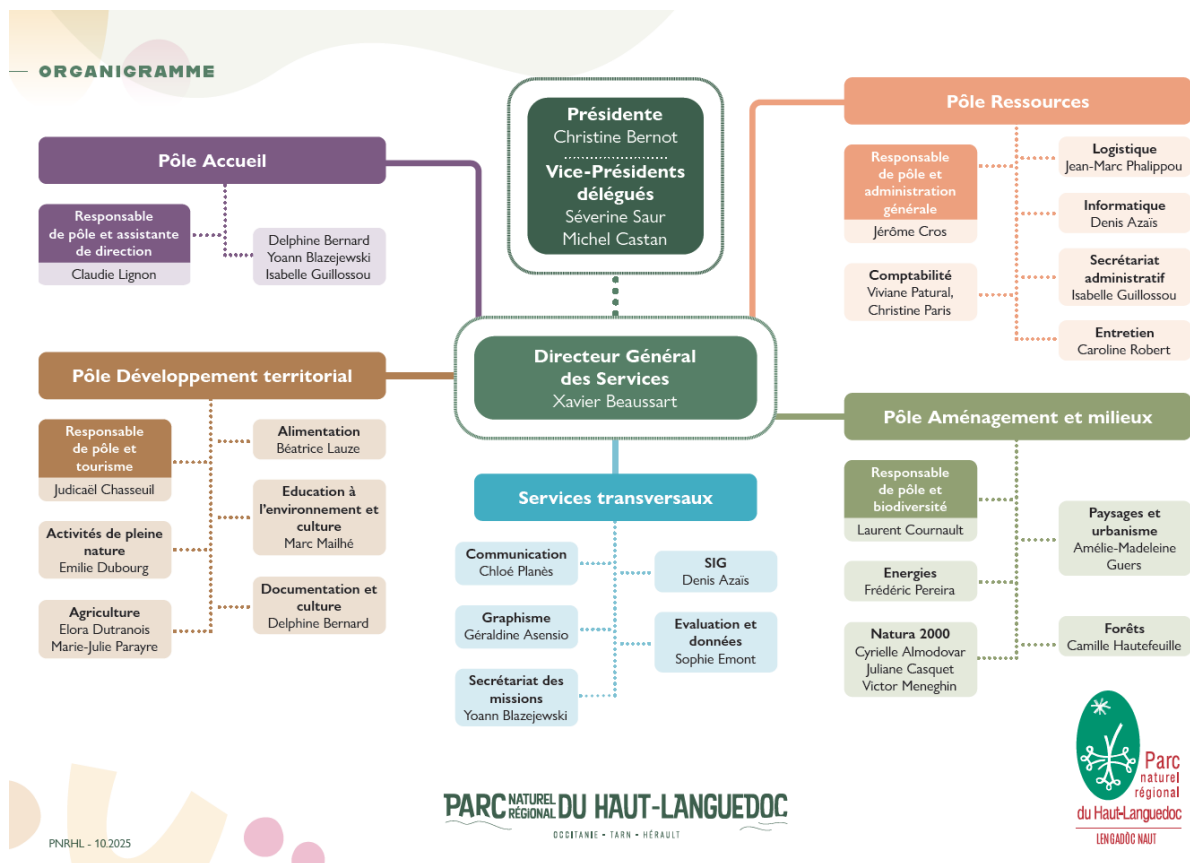 ORGANIGRAMME
Présidente
Christine Bernot
Vice-Présidents
délégués
Séverine Saur
Michel Castan
Directeur Général
des Services
Xavier Beaussart
Pôle Accueil
Responsable
de pôle et assistante
de direction
Claudie Lignon
Delphine Bernard
Yoann Blazejewski
Isabelle Guillossou
Pôle Ressources
Responsable
de pôle et
administration
générale
Jérôme Cros
Comptabilité
Viviane Patural,
Christine Paris
Logistique
Jean-Marc Phalippou
Informatique
Denis Azaïs
Secrétariat
administratif
Isabelle Guillossou
Entretien
Caroline Robert
Pôle Développement territorial
Responsable
de pôle et
tourisme
Judicaël Chasseuil
Activités de pleine
nature
Emilie Dubourg
Agriculture
Elora Dutranois
Marie-Julie Parayre
Alimentation
Béatrice Lauze
Education à
l'environnement et
culture
Marc Mailhé
Documentation et
culture
Delphine Bernard
Services transversaux
Communication
Chloé Planès
Graphisme
Géraldine Asensio
Secrétariat des
missions
Yoann Blazejewski
SIG
Denis Azaïs
Evaluation et
données
Sophie Emont
Pôle Aménagement et milieux
Responsable
de pôle et
biodiversité
Laurent Cournault
Energies
Frédéric Pereira
Natura 2000
Cyrielle Almodovar
Juliane Casquet
Victor Meneghin
Paysages et
urbanisme
Amélie-Madeleine
Guers
Forêts
Camille Hautefeuille
PNRHL - 10.2025
PARC NATUREL RÉGIONAL DU HAUT-LANGUEDOC
OCCITANIE - TARN - HÉRAULT
Parc
naturel
régional
du Haut-Languedoc
LENGADÒC NAUT